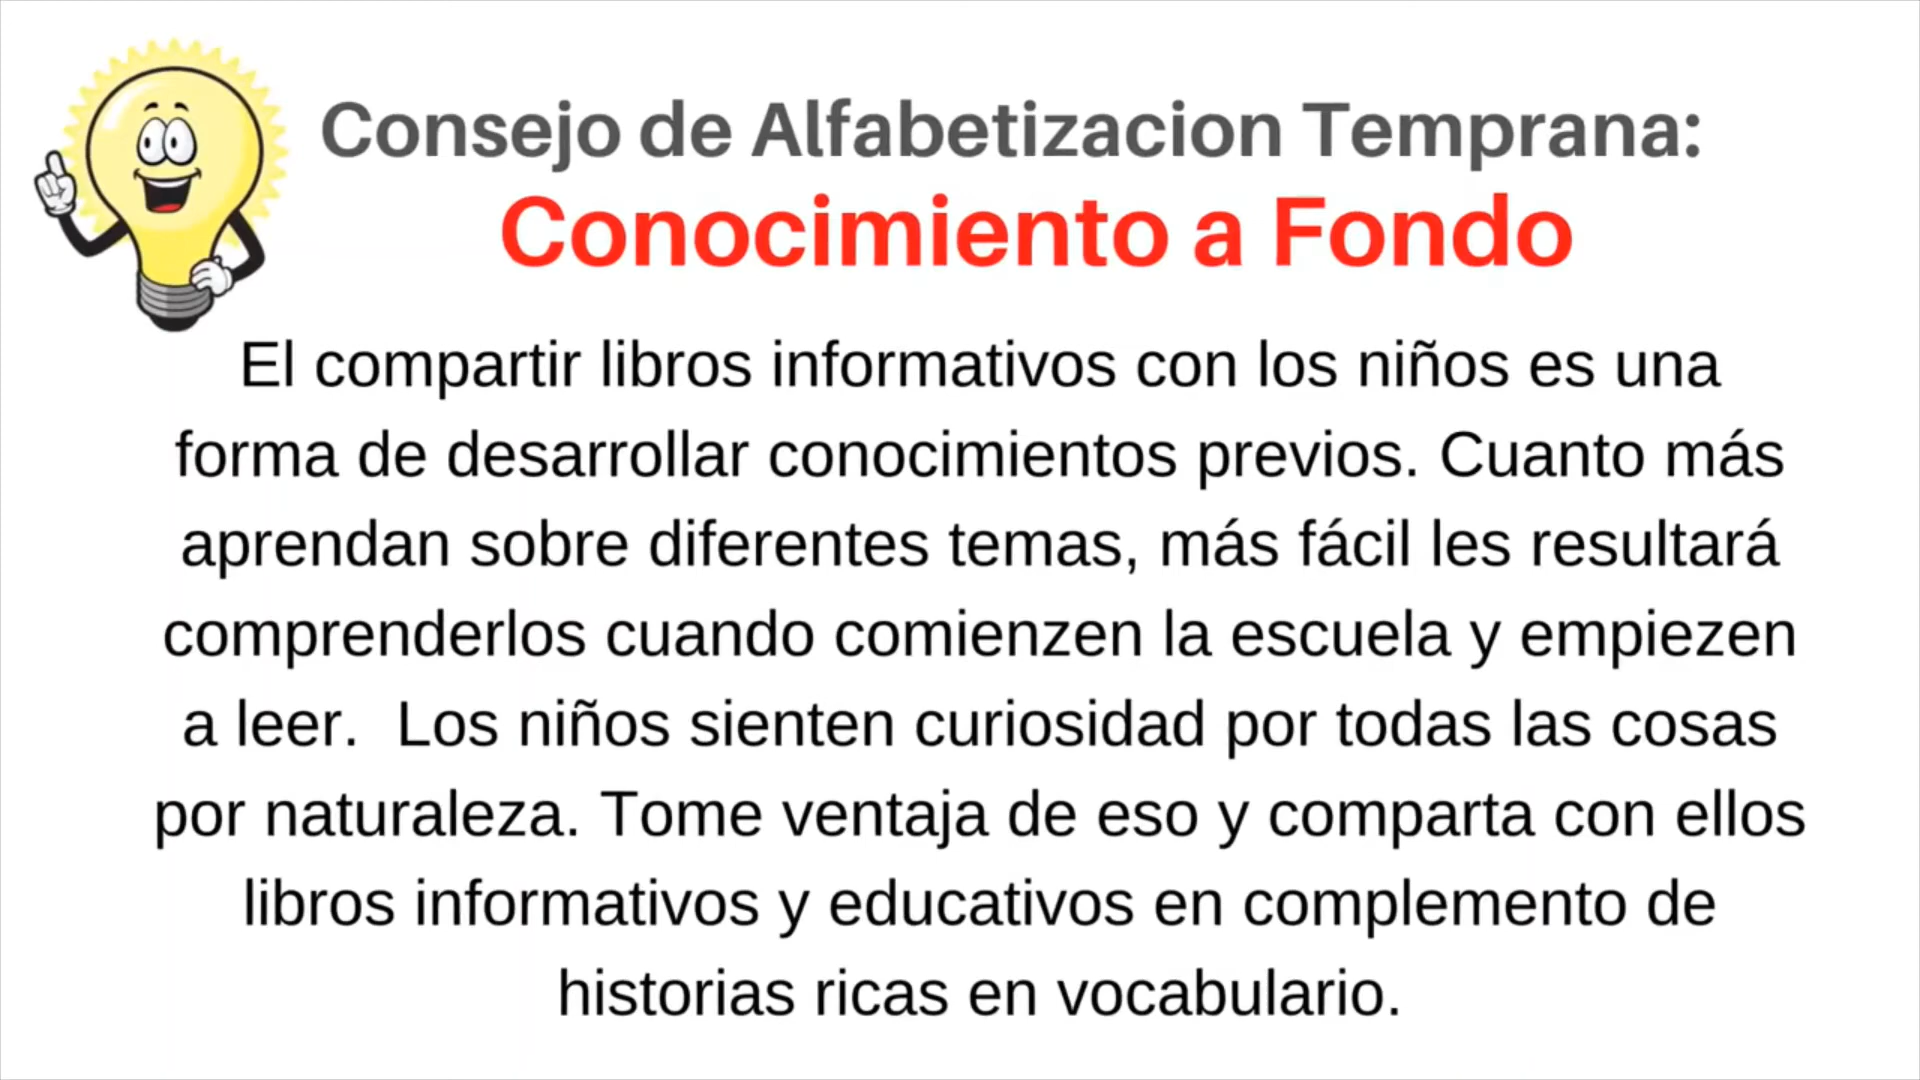 Consejo de Alfabetizacion Temprana:
Conocimiento a Fondo
El compartir libros informativos con los niños es una
forma de desarrollar conocimientos previos. Cuanto más
aprendan sobre diferentes temas, más fácil les resultará
comprenderlos cuando comienzen la escuela y empiezen
a leer.  Los niños sienten curiosidad por todas las cosas
por naturaleza. Tome ventaja de eso y comparta con ellos
libros informativos y educativos en complemento de
historias ricas en vocabulario.